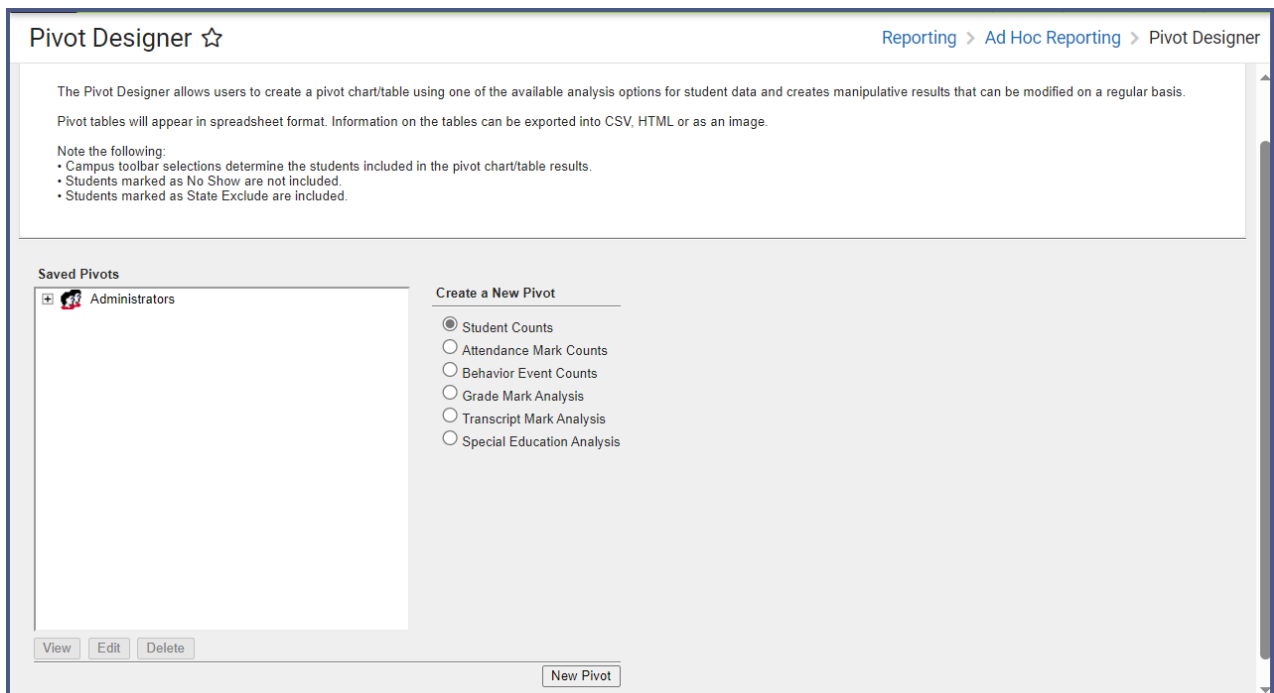 Pivot Designer
Reporting > Ad Hoc Reporting > Pivot Designer
The Pivot Designer allows users to create a pivot chart/table using one of the available analysis options for student data and creates manipulative results that can be modified on a regular basis.
Pivot tables will appear in spreadsheet format. Information on the tables can be exported into CSV, HTML or as an image.
Note the following:
• Campus toolbar selections determine the students included in the pivot chart/table results.
• Students marked as No Show are not included.
• Students marked as State Exclude are included.
Saved Pivots
Administrators
Create a New Pivot
Student Counts
Attendance Mark Counts
Behavior Event Counts
Grade Mark Analysis
Transcript Mark Analysis
Special Education Analysis
View Edit Delete
New Pivot